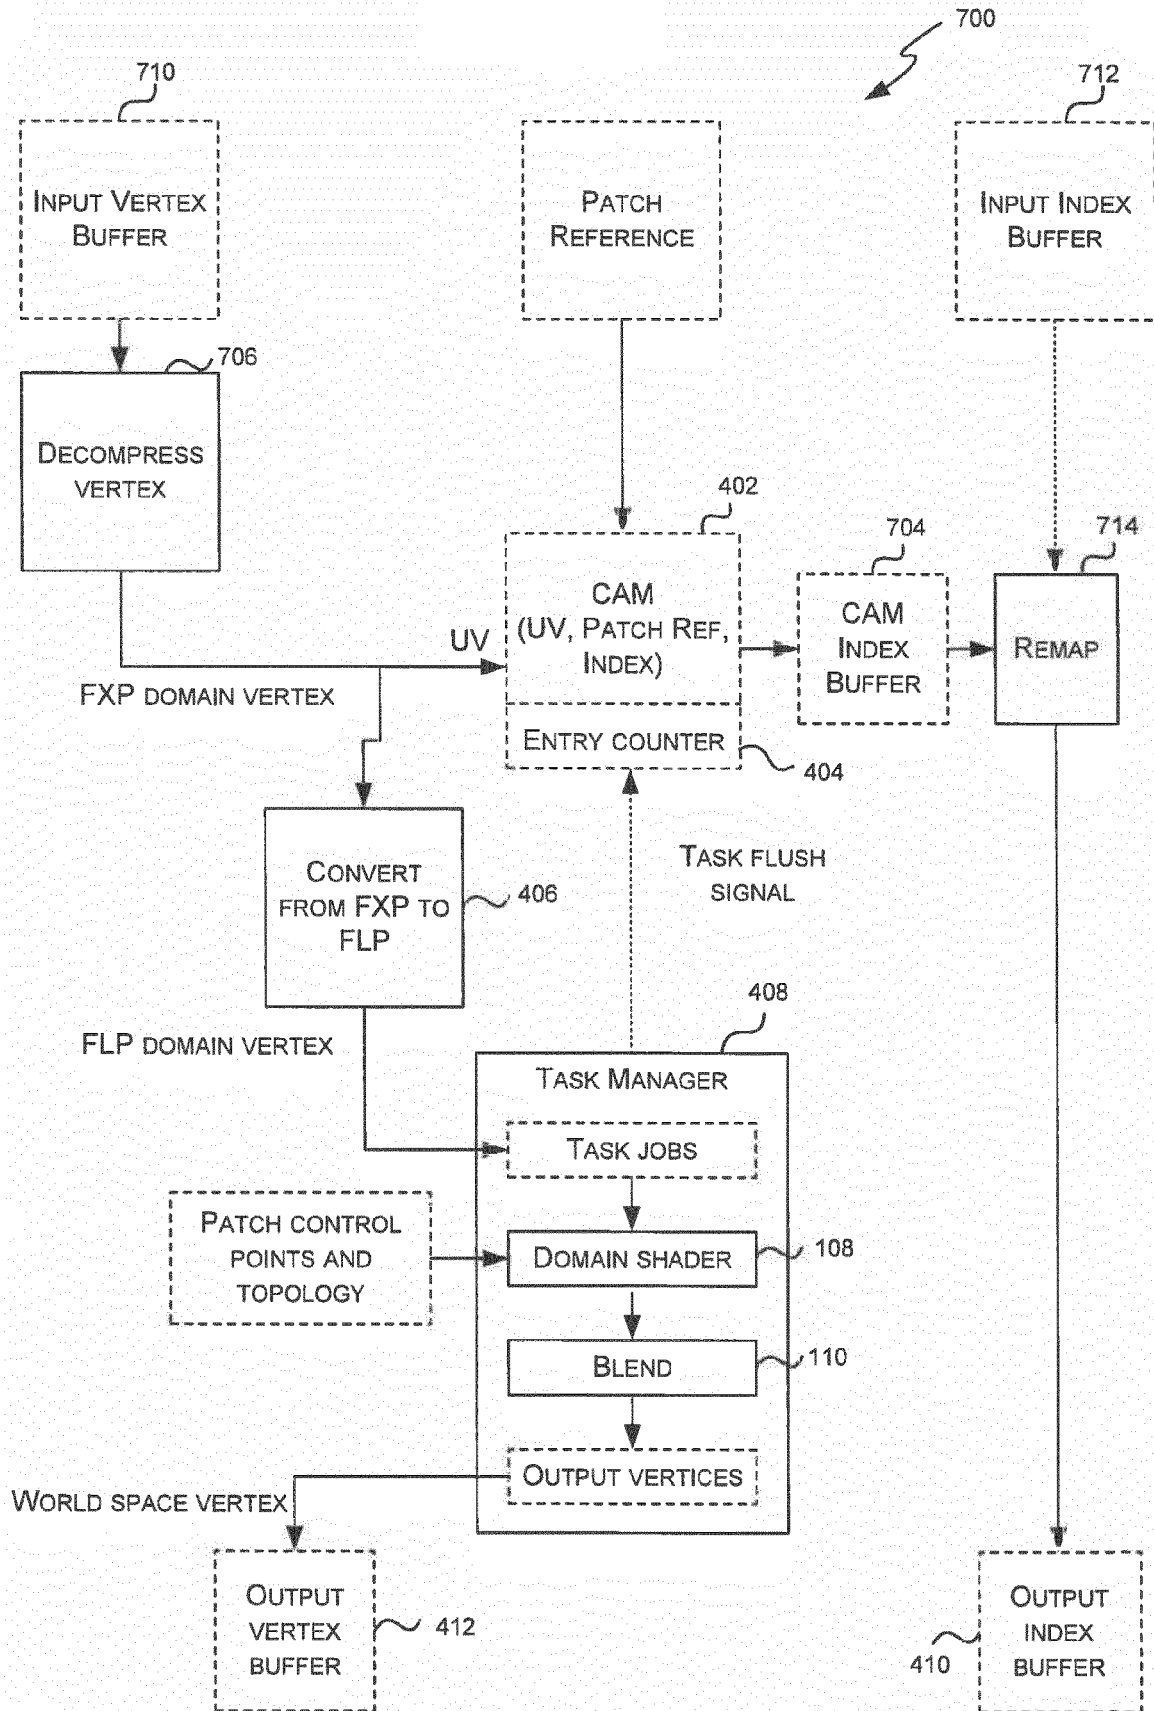 700
710
712
INPUT VERTEX
BUFFER
PATCH
REFERENCE
INPUT INDEX
BUFFER
706
DECOMPRESS
VERTEX
402
704
714
CAM
(UV, PATCH REF,
INDEX)
CAM
INDEX
BUFFER
REMAP
UV
FXP DOMAIN VERTEX
ENTRY COUNTER
404
CONVERT
FROM FXP TO
FLP
406
TASK FLUSH
SIGNAL
408
FLP DOMAIN VERTEX
TASK MANAGER
TASK JOBS
PATCH CONTROL
POINTS AND
TOPOLOGY
DOMAIN SHADER
108
BLEND
110
OUTPUT VERTICES
WORLD SPACE VERTEX
OUTPUT
VERTEX
BUFFER
412
OUTPUT
INDEX
BUFFER
410